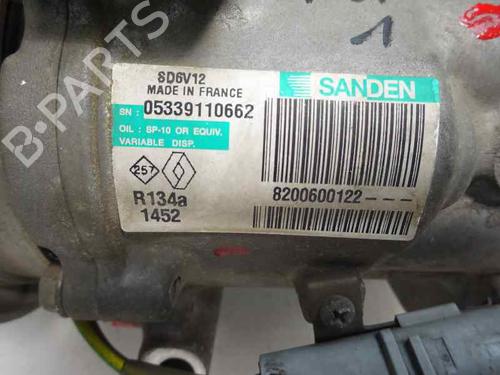 SD6V12
MADE IN FRANCE
SN : 05339110662
OIL : SP-10 OR EQUIV.
VARIABLE DISP.
257
R134a
1452
SANDEN
8200600122---
1
B-PARTS